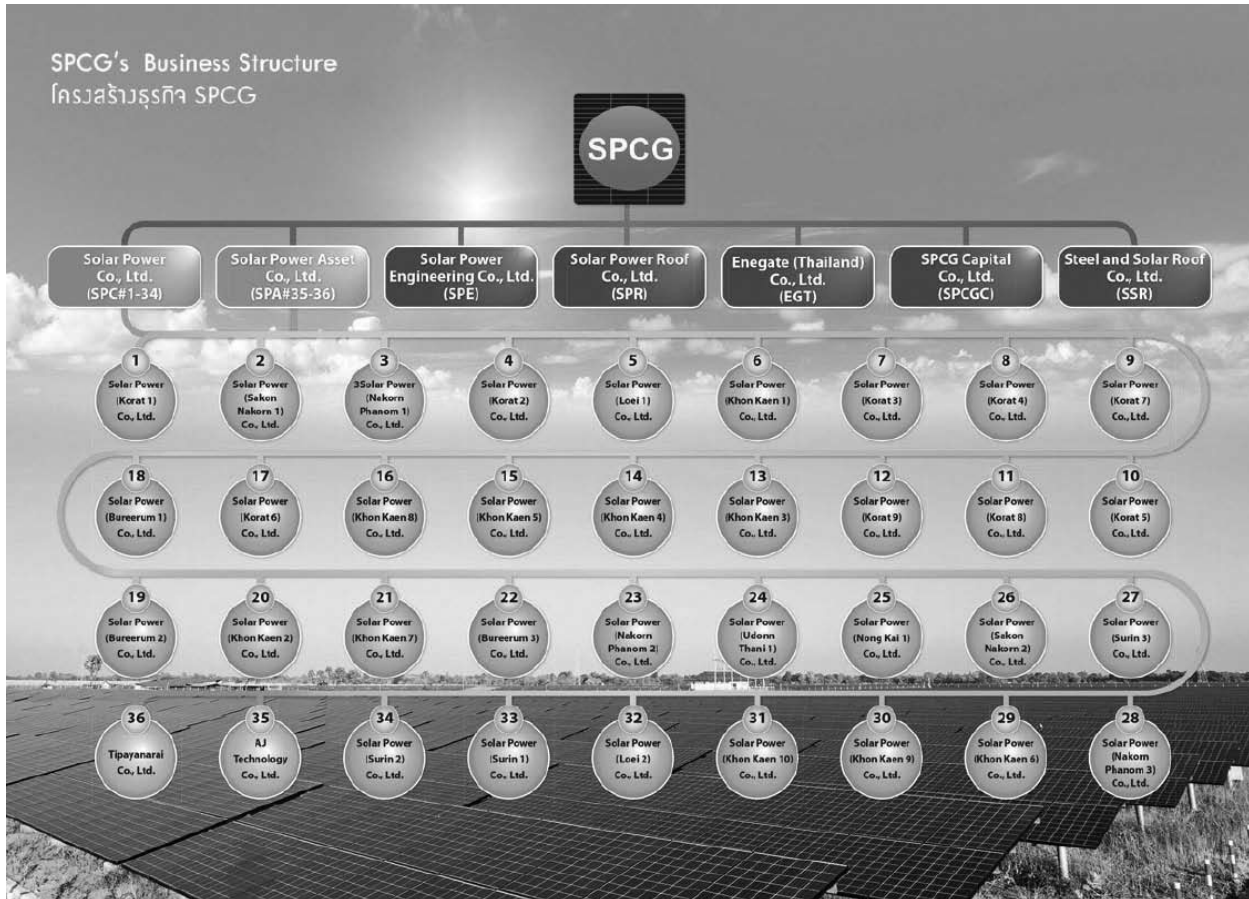 SPCG's Business Structure
โครงสร้างธุรกิจ SPCG
SPCG
Solar Power
Co., Ltd.
(SPC#1-34)
Solar Power Asset
Co., Ltd.
(SPA#35-36)
Solar Power
Engineering Co., Ltd.
(SPE)
Solar Power Roof
Co., Ltd.
(SPR)
Enegate (Thailand)
Co., Ltd.
(EGT)
SPCG Capital
Co., Ltd.
(SPCGC)
Steel and Solar Roof
Co., Ltd.
(SSR)
1
Solar Power
(Korat 1)
Co., Ltd.
2
Solar Power
(Sakon
Nakorn 1)
Co., Ltd.
3
3Solar Power
(Nakorn
Phanom 1)
Co., Ltd.
4
Solar Power
(Korat 2)
Co., Ltd.
5
Solar Power
(Loei 1)
Co., Ltd.
6
Solar Power
(Khon Kaen 1)
Co., Ltd.
7
Solar Power
(Korat 3)
Co., Ltd.
8
Solar Power
(Korat 4)
Co., Ltd.
9
Solar Power
(Korat 7)
Co., Ltd.
18
Solar Power
(Bureerum 1)
Co., Ltd.
17
Solar Power
(Korat 6)
Co., Ltd.
16
Solar Power
(Khon Kaen 8)
Co., Ltd.
15
Solar Power
(Khon Kaen 5)
Co., Ltd.
14
Solar Power
(Khon Kaen 4)
Co., Ltd.
13
Solar Power
(Khon Kaen 3)
Co., Ltd.
12
Solar Power
(Korat 9)
Co., Ltd.
11
Solar Power
(Korat 8)
Co., Ltd.
10
Solar Power
(Korat 5)
Co., Ltd.
19
Solar Power
(Bureerum 2)
Co., Ltd.
20
Solar Power
(Khon Kaen 2)
Co., Ltd.
21
Solar Power
(Khon Kaen 7)
Co., Ltd.
22
Solar Power
(Bureerum 3)
Co., Ltd.
23
Solar Power
(Nakorn
Phanom 2)
Co., Ltd.
24
Solar Power
(Udonn
Thani 1)
Co., Ltd.
25
Solar Power
(Nong Kai 1)
Co., Ltd.
26
Solar Power
(Sakon
Nakorn 2)
Co., Ltd.
27
Solar Power
(Surin 3)
Co., Ltd.
36
Tipayanarai
Co., Ltd.
35
AJ
Technology
Co., Ltd.
34
Solar Power
(Surin 2)
Co., Ltd.
33
Solar Power
(Surin 1)
Co., Ltd.
32
Solar Power
(Loei 2)
Co., Ltd.
31
Solar Power
(Khon Kaen 10)
Co., Ltd.
30
Solar Power
(Khon Kaen 9)
Co., Ltd.
29
Solar Power
(Khon Kaen 6)
Co., Ltd.
28
Solar Power
(Nakorn
Phanom 3)
Co., Ltd.